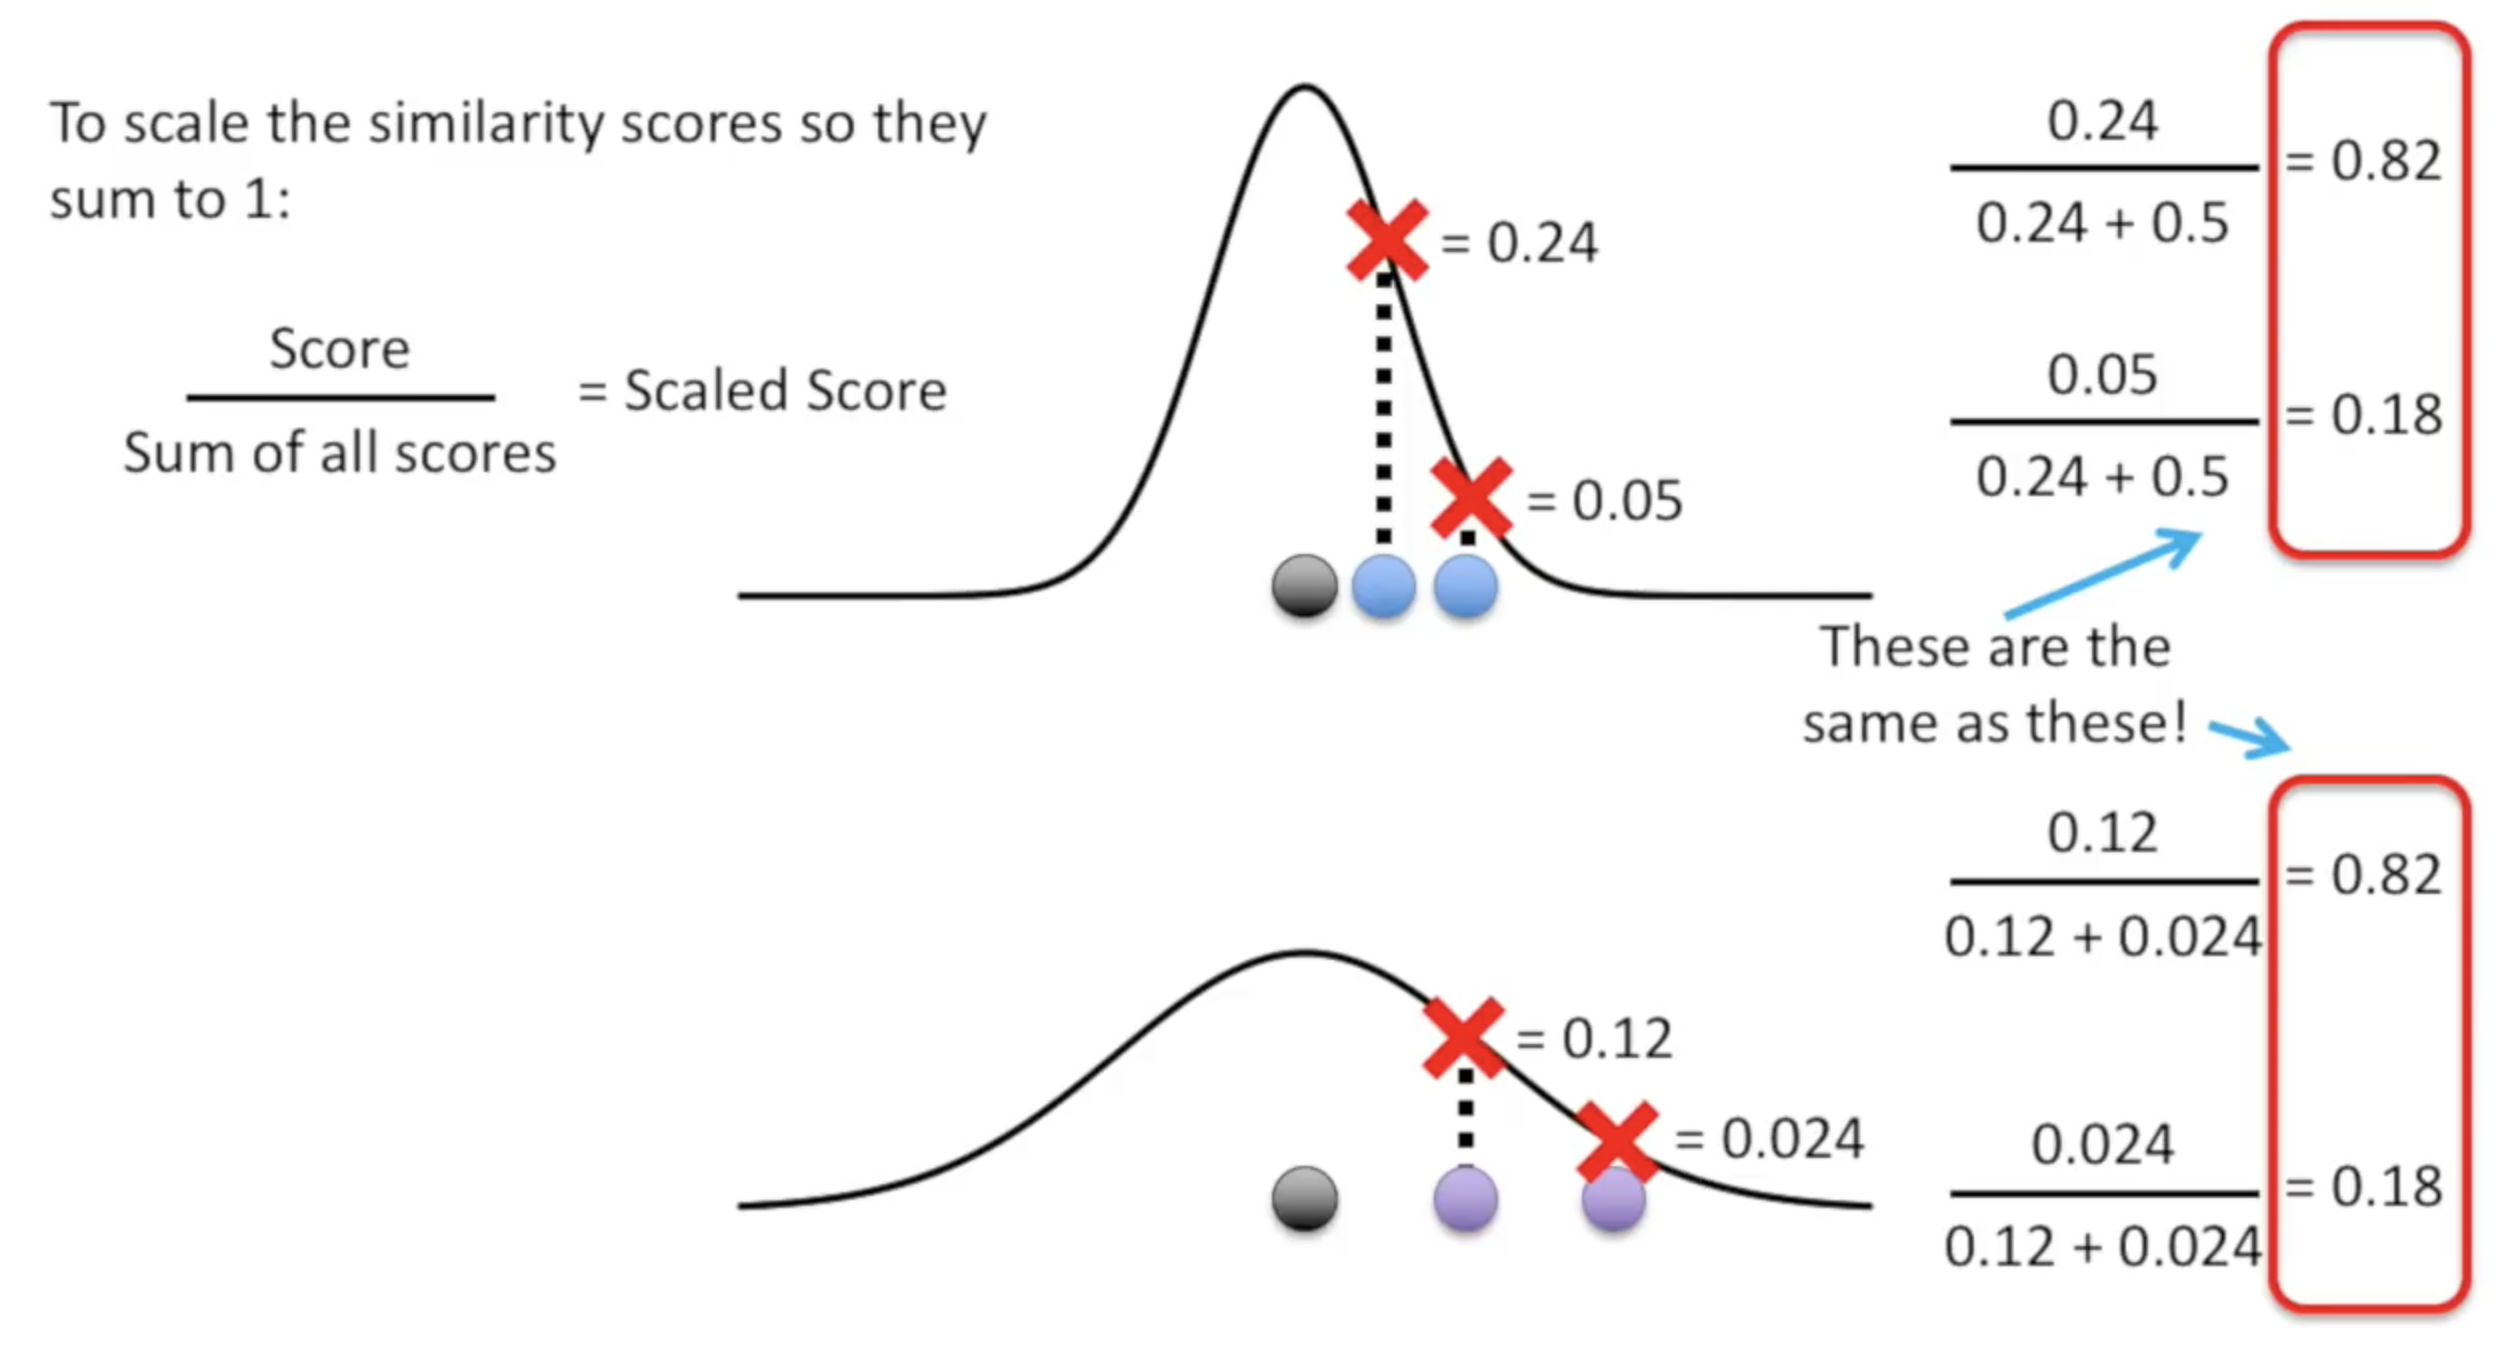 To scale the similarity scores so they
sum to 1:
Score
Sum of all scores
= Scaled Score
= 0.24
= 0.05
0.24
0.24 + 0.5
= 0.82
0.05
0.24 + 0.5
= 0.18
These are the
same as these!
= 0.12
= 0.024
0.12
0.12 + 0.024
= 0.82
0.024
0.12 + 0.024
= 0.18